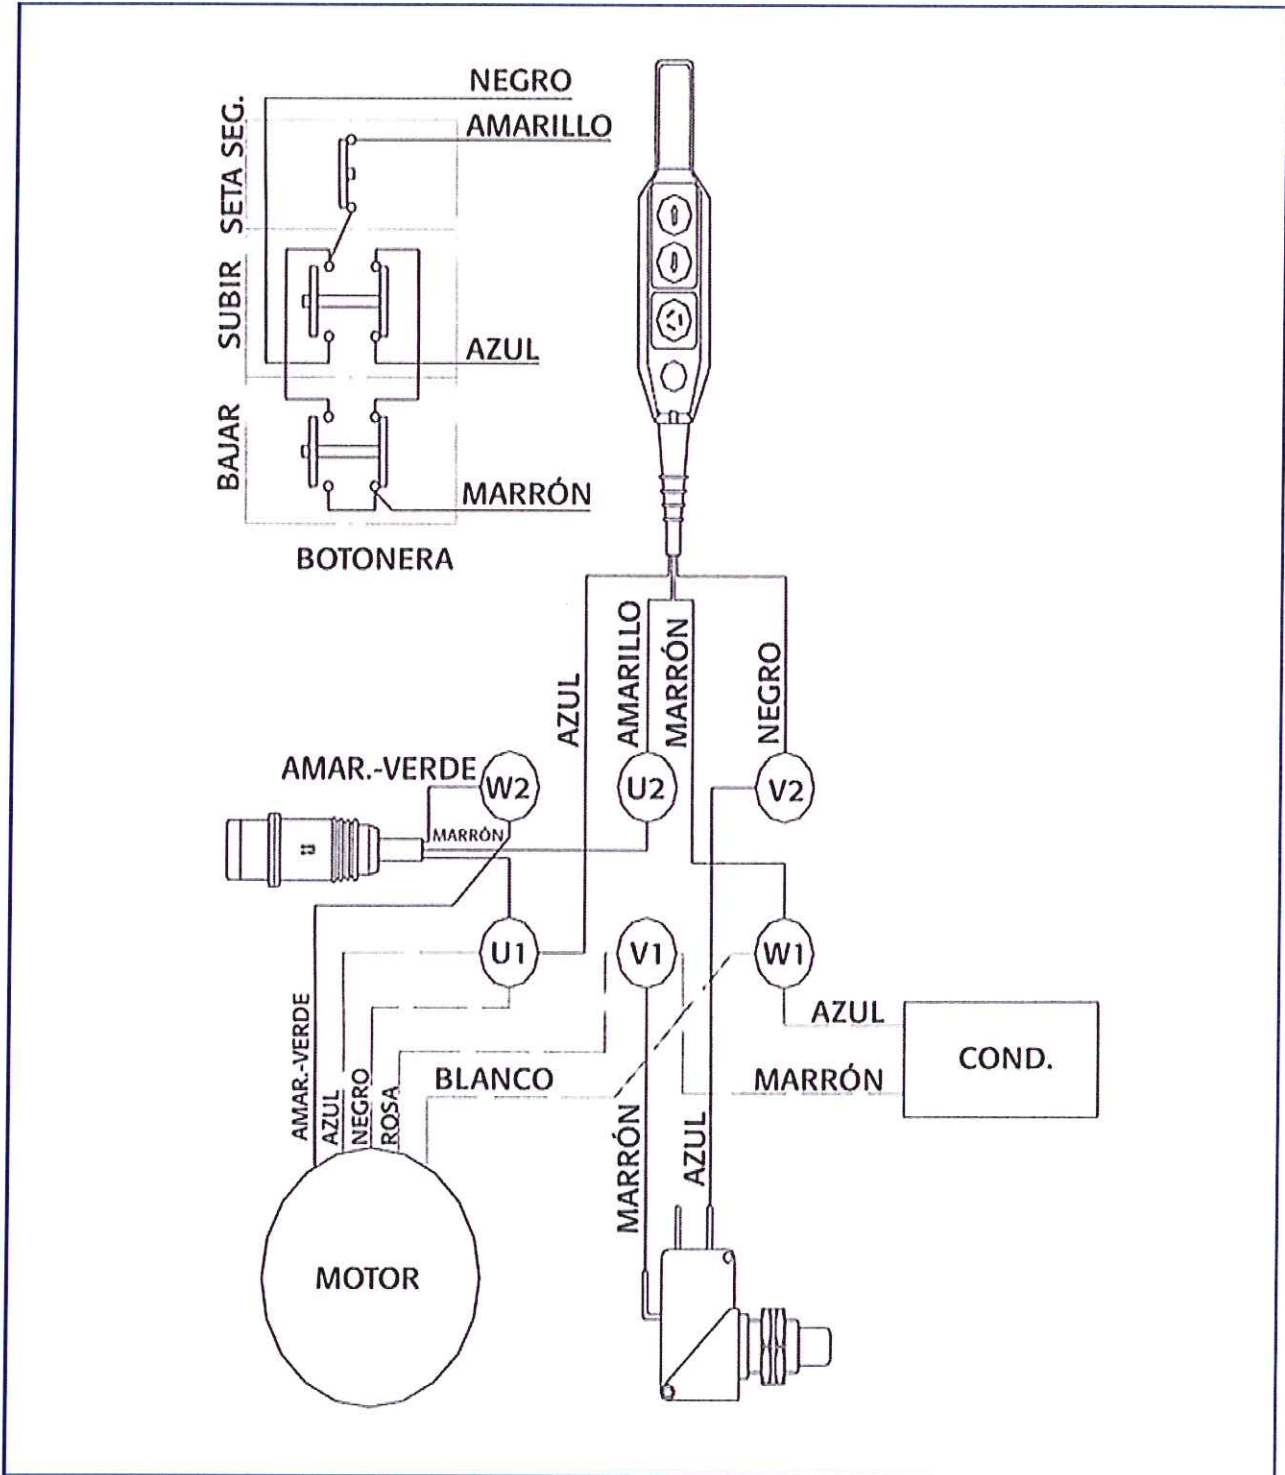 NEGRO
AMARILLO
SETA SEG.
SUBIR
AZUL
BAJAR
MARRÓN
BOTONERA
AZUL
AMARILLO
MARRÓN
NEGRO
AMAR.-VERDE
W2
U2
V2
MARRÓN
U1
V1
W1
AMAR.-VERDE
AZUL
NEGRO
ROSA
BLANCO
AZUL
MARRÓN
COND.
MARRÓN
AZUL
MOTOR